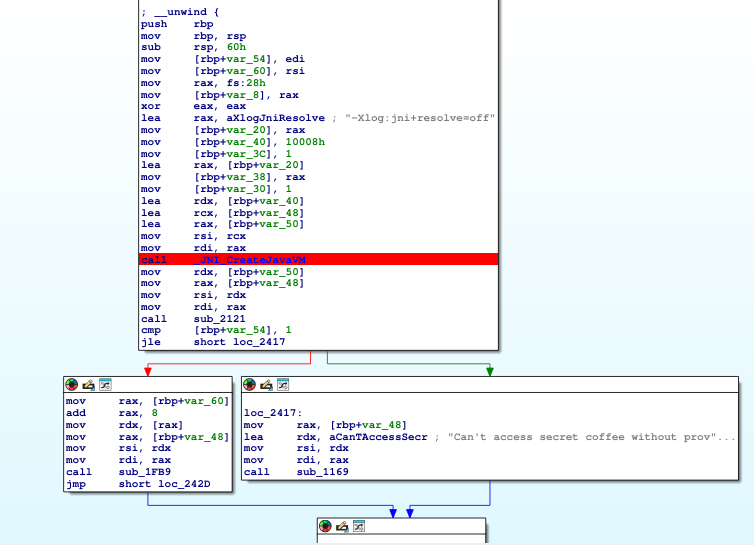 ; __unwind {
push rbp
mov rbp, rsp
sub rsp, 60h
mov [rbp+var_54], edi
mov [rbp+var_60], rsi
mov rax, fs:28h
mov [rbp+var_8], rax
xor eax, eax
lea rax, aXlogJniResolve ; "-Xlog:jni+resolve=off"
mov [rbp+var_20], rax
mov [rbp+var_40], 10008h
mov [rbp+var_3C], 1
lea rax, [rbp+var_20]
mov [rbp+var_38], rax
mov [rbp+var_30], 1
lea rdx, [rbp+var_40]
lea rcx, [rbp+var_48]
lea rax, [rbp+var_50]
mov rsi, rcx
mov rdi, rax
call _JNI_CreateJavaVM
mov rdx, [rbp+var_50]
mov rax, [rbp+var_48]
mov rsi, rdx
mov rdi, rax
call sub_2121
cmp [rbp+var_54], 1
jle short loc_2417
mov rax, [rbp+var_60]
add rax, 8
mov rdx, [rax]
mov rax, [rbp+var_48]
mov rsi, rdx
mov rdi, rax
call sub_1FB9
jmp short loc_242D
loc_2417:
mov rax, [rbp+var_48]
lea rdx, aCanTAccessSecr ; "Can't access secret coffee without prov"...
mov rsi, rdx
mov rdi, rax
call sub_1169